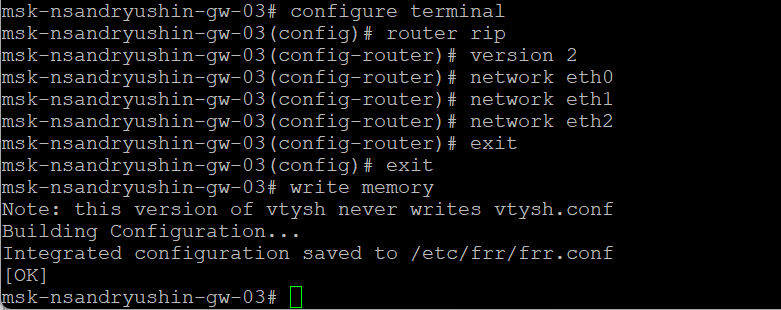 msk-nsandryushin-gw-03# configure terminal
msk-nsandryushin-gw-03(config)# router rip
msk-nsandryushin-gw-03(config-router)# version 2
msk-nsandryushin-gw-03(config-router)# network eth0
msk-nsandryushin-gw-03(config-router)# network eth1
msk-nsandryushin-gw-03(config-router)# network eth2
msk-nsandryushin-gw-03(config-router)# exit
msk-nsandryushin-gw-03(config)# exit
msk-nsandryushin-gw-03# write memory
Note: this version of vtysh never writes vtysh.conf
Building Configuration...
Integrated configuration saved to /etc/frr/frr.conf
[OK]
msk-nsandryushin-gw-03#